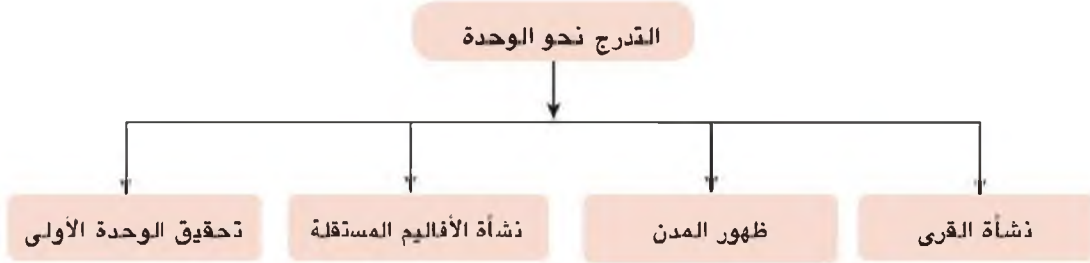 التدرج نحو الوحدة
نشأة القرى
ظهور المدن
نشأة الأقاليم المستقلة
تحقيق الوحدة الأولى